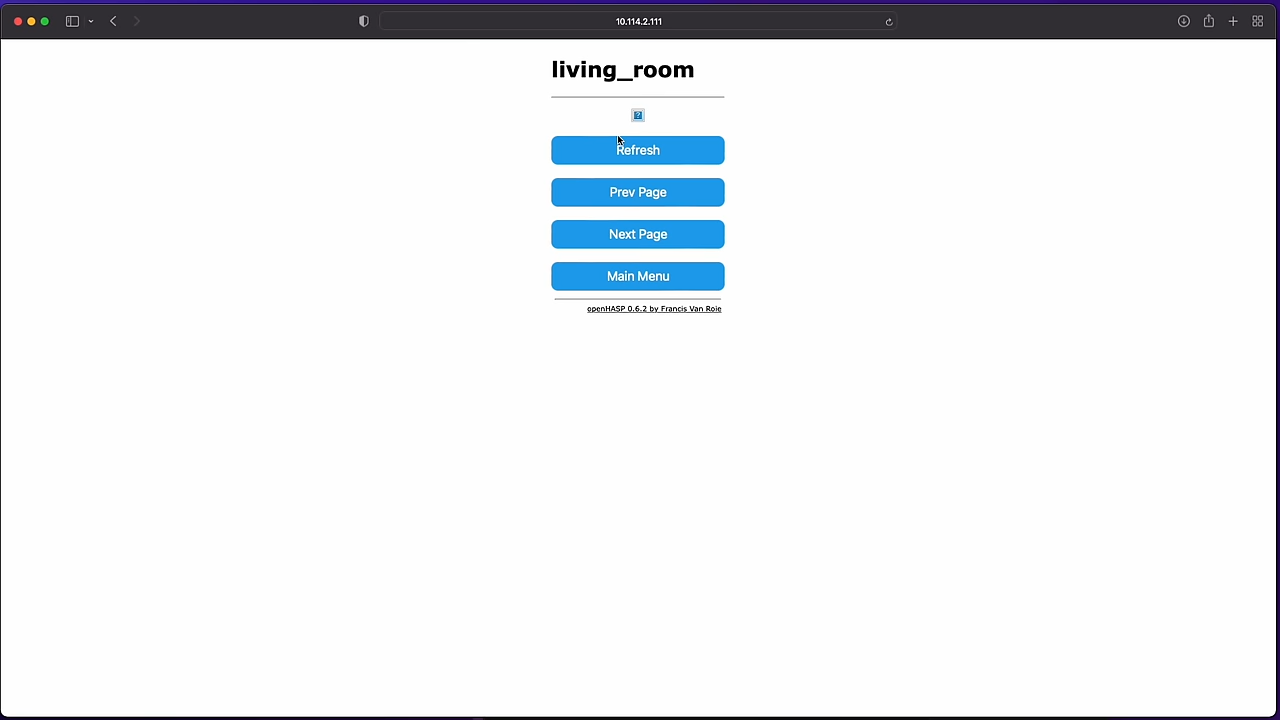 10.114.2.111
living_room
?
Refresh
Prev Page
Next Page
Main Menu
openHASP 0.6.2 by Francis Van Roie